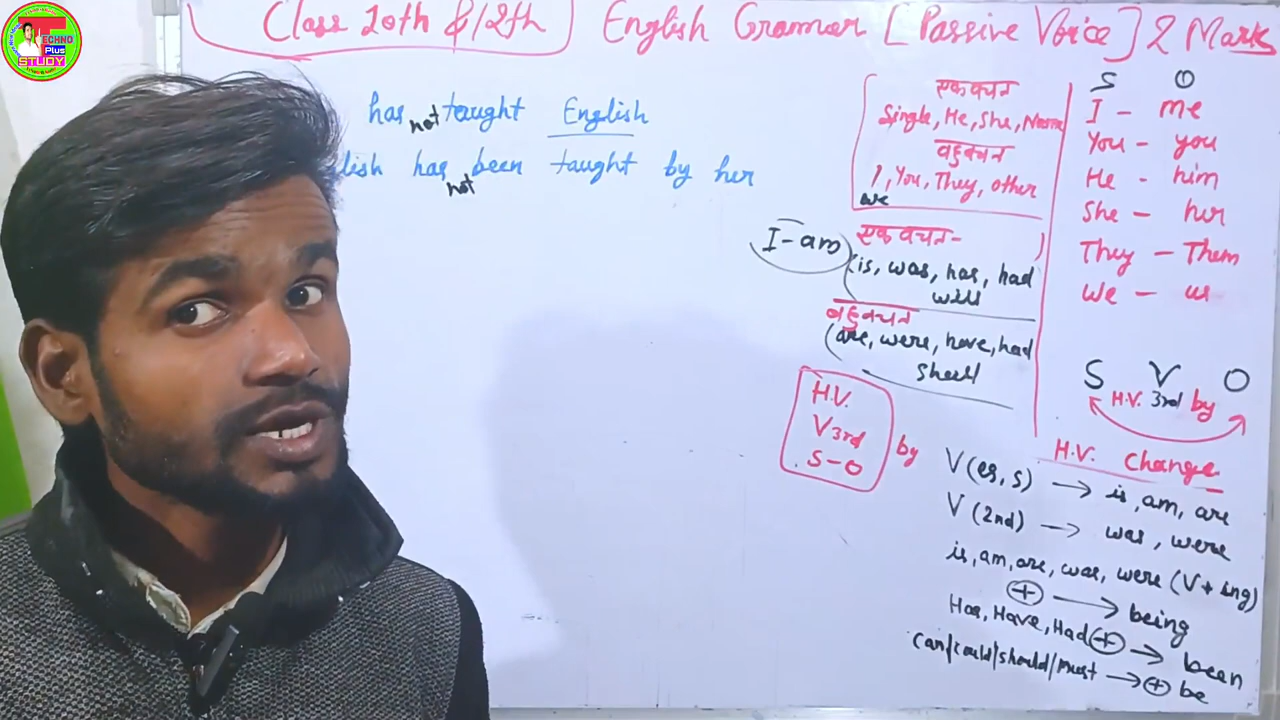 Class 10th & 12th English Grammar [Passive Voice] 2 Marks
TECHNO
Plus
STUDY
has not taught English
lish has not been taught by her
एकवचन
Single, He, She, Name
वहुवचन
I, You, They, other
we
I-am
एकवचन-
(is, was, has, had
will
बहुवचन
(are, were, have, had
shall
S O
I - me
You - you
He - him
She - her
They - Them
We - us
S V O
H.V. 3rd by
H.V.
V 3rd
S-O
by
H.V. Change
V(es, s) → is, am, are
V(2nd) → was, were
is, am, are, was, were (V+ing)
+ → being
Has, Have, Had + → been
can/could/should/must → + be